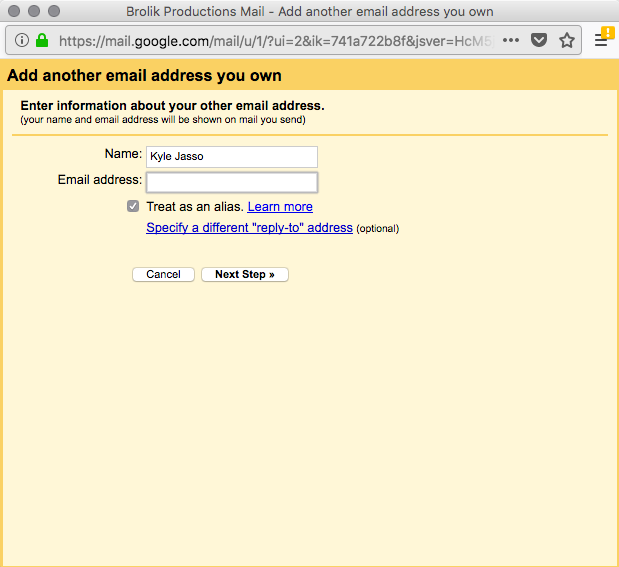 Brolik Productions Mail - Add another email address you own
https://mail.google.com/mail/u/1/?ui=2&ik=741a722b8f&jsver=HcM5
Add another email address you own
Enter information about your other email address.
(your name and email address will be shown on mail you send)
Name: Kyle Jasso
Email address:
Treat as an alias. Learn more
Specify a different "reply-to" address (optional)
Cancel Next Step »